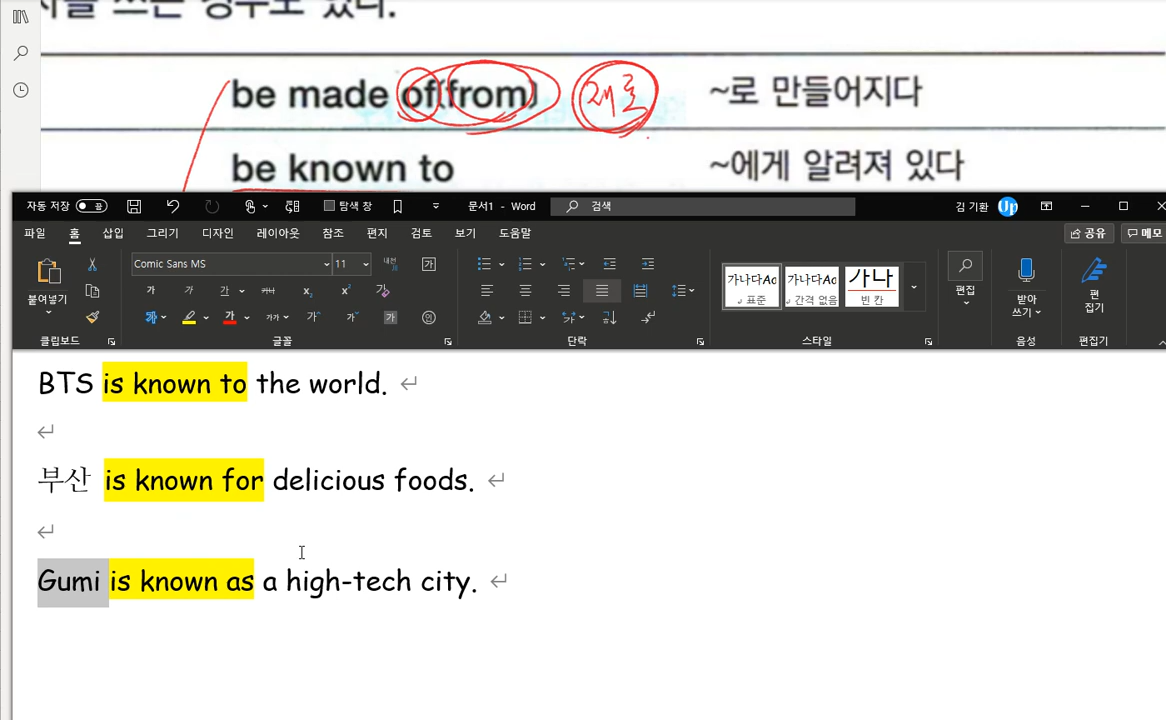 를 쓰는 경우도 있다.
be made of(from) 재료 ~로 만들어지다
be known to ~에게 알려져 있다
자동 저장 끔 탐색 창 문서1 - Word 검색 김 기환 Up
파일 홈 삽입 그리기 디자인 레이아웃 참조 편지 검토 보기 도움말 공유 메모
붙여넣기 Comic Sans MS 11 가나다Aa 가나다Aa 가나 편집 받아쓰기 편집기
표준 간격 없음 빈 칸
클립보드 글꼴 단락 스타일 음성 편집기
BTS is known to the world.
부산 is known for delicious foods.
Gumi is known as a high-tech city.